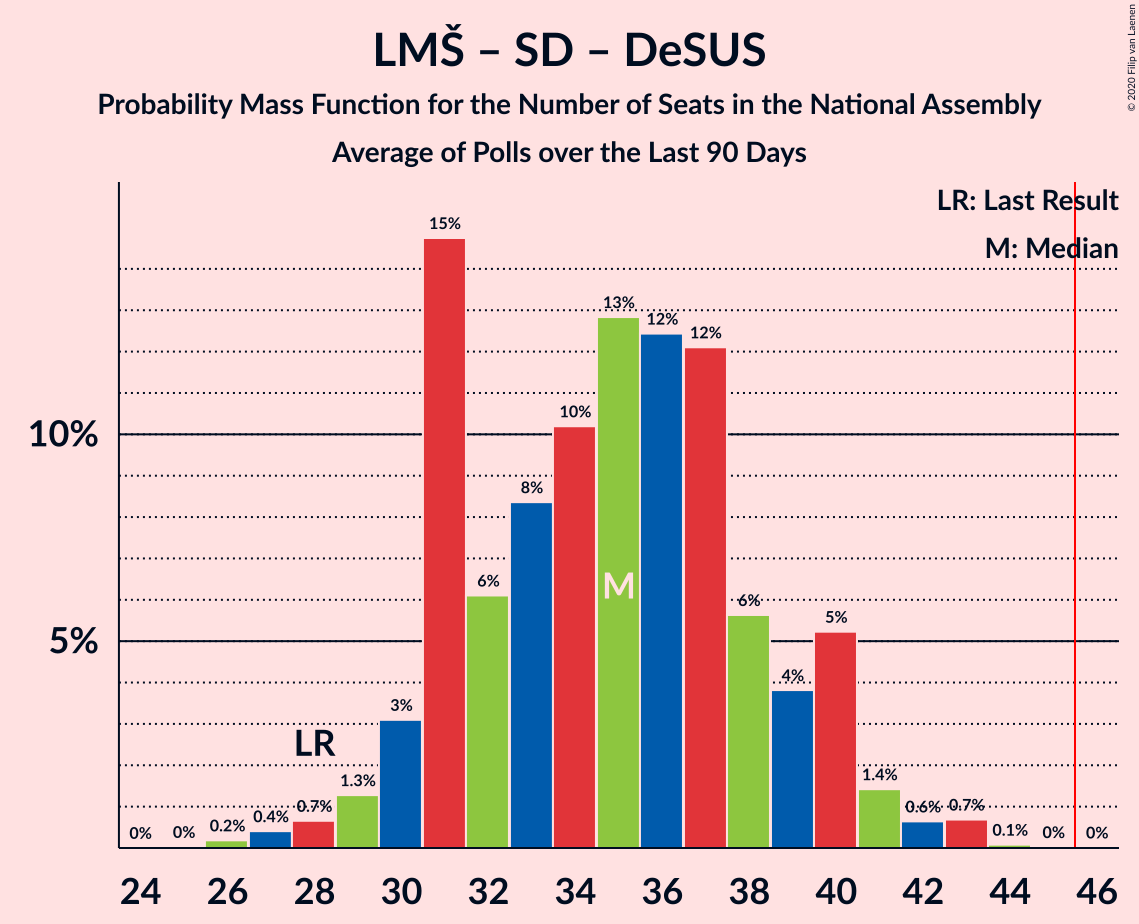 LMŠ – SD – DeSUS
Probability Mass Function for the Number of Seats in the National Assembly
Average of Polls over the Last 90 Days
© 2020 Filip van Laenen
LR: Last Result
M: Median
15%
13%
12%
12%
10%
10%
8%
6%
M
6%
5%
5%
4%
3%
LR
1.3%
1.4%
0%
0%
0.2%
0.4%
0.7%
0.6%
0.7%
0.1%
0%
0%
24 26 28 30 32 34 36 38 40 42 44 46